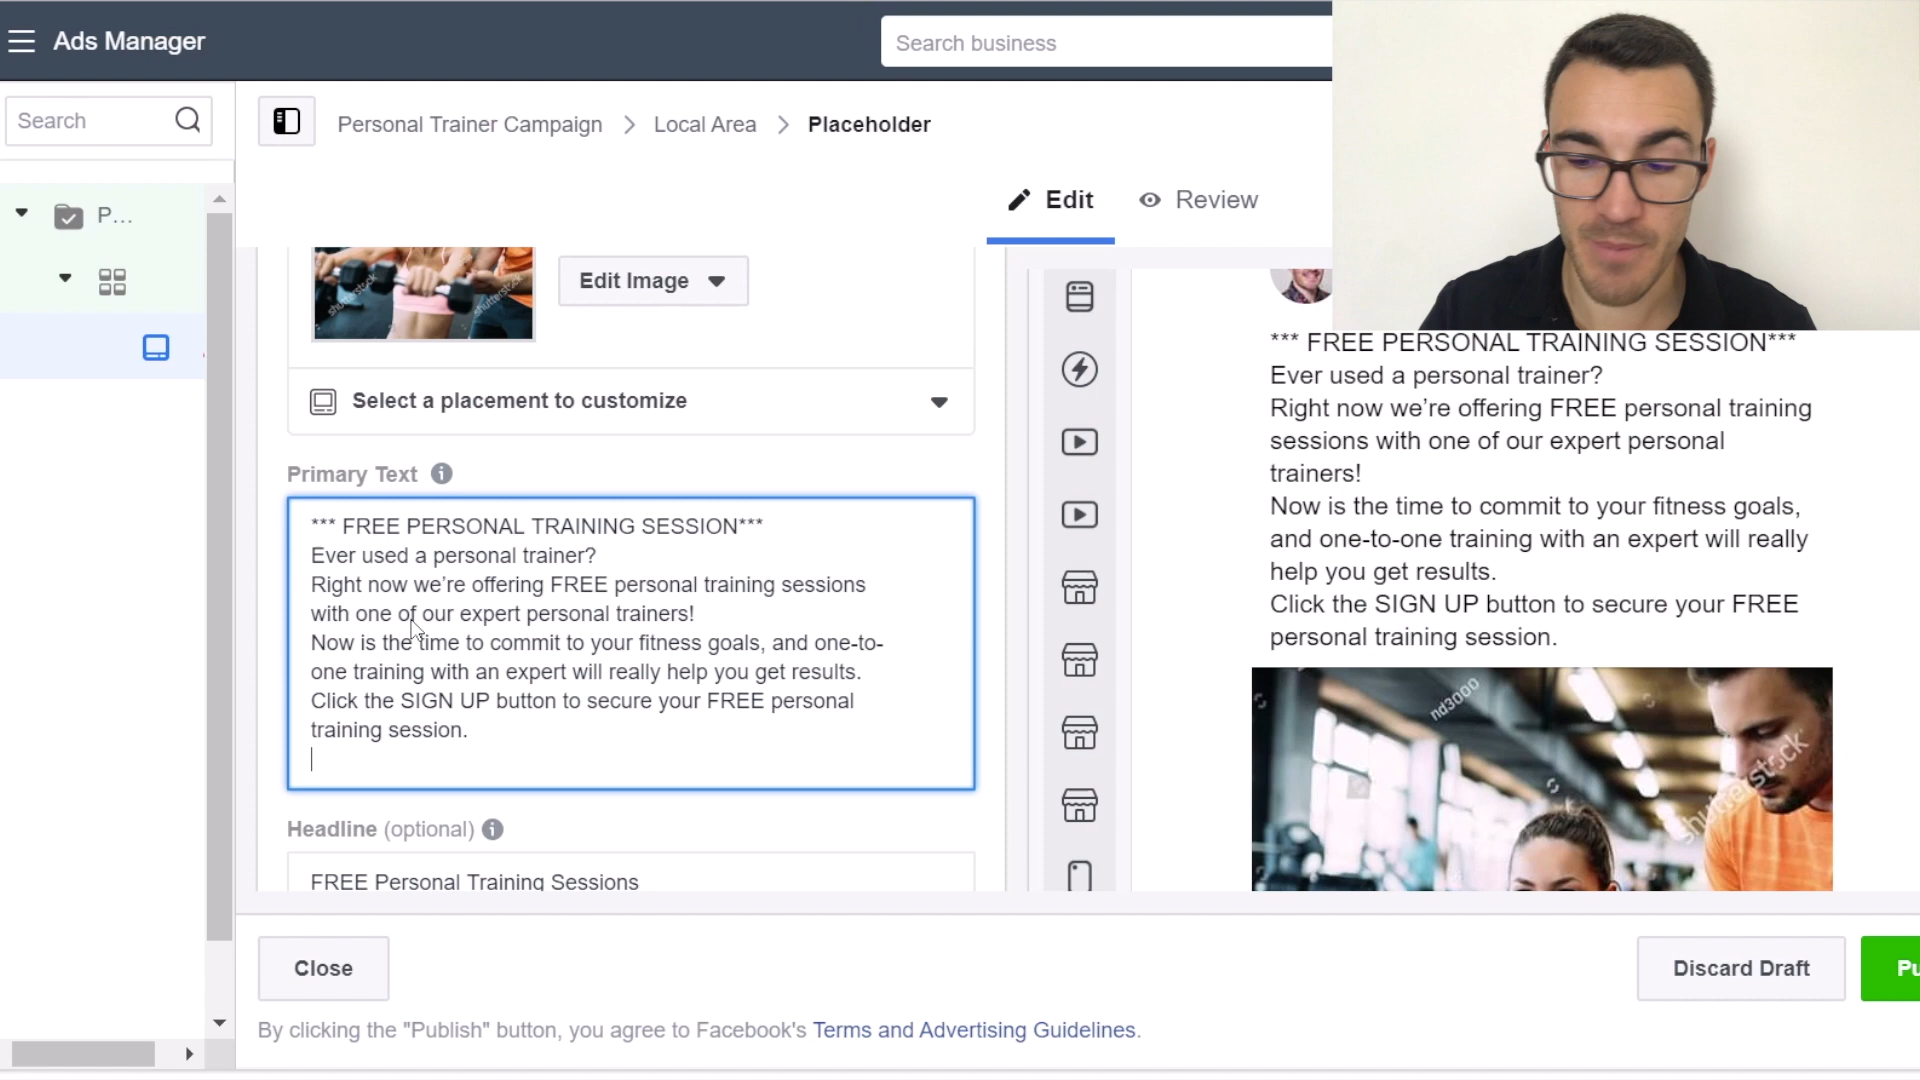 Ads Manager
Search business
Search
Personal Trainer Campaign > Local Area > Placeholder
P...
Edit
Review
Edit Image
shutterstock
shutterstock
Select a placement to customize
Primary Text
*** FREE PERSONAL TRAINING SESSION***
Ever used a personal trainer?
Right now we’re offering FREE personal training sessions
with one of our expert personal trainers!
Now is the time to commit to your fitness goals, and one-to-
one training with an expert will really help you get results.
Click the SIGN UP button to secure your FREE personal
training session.
Headline (optional)
FREE Personal Training Sessions
*** FREE PERSONAL TRAINING SESSION***
Ever used a personal trainer?
Right now we’re offering FREE personal training
sessions with one of our expert personal
trainers!
Now is the time to commit to your fitness goals,
and one-to-one training with an expert will really
help you get results.
Click the SIGN UP button to secure your FREE
personal training session.
nd3000
shutterstock
Close
Discard Draft
Pu
By clicking the "Publish" button, you agree to Facebook's Terms and Advertising Guidelines.